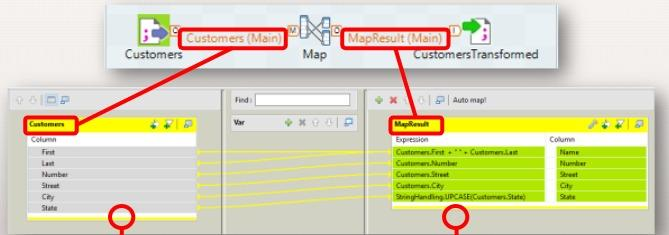 Customers (Main)
MapResult (Main)
Customers
Map
CustomersTransformed
Find :
Auto map!
Customers
Column
First
Last
Number
Street
City
State
Var
MapResult
Expression Column
Customers.First + " " + Customers.Last Name
Customers.Number Number
Customers.Street Street
Customers.City City
StringHandling.UPCASE(Customers.State) State